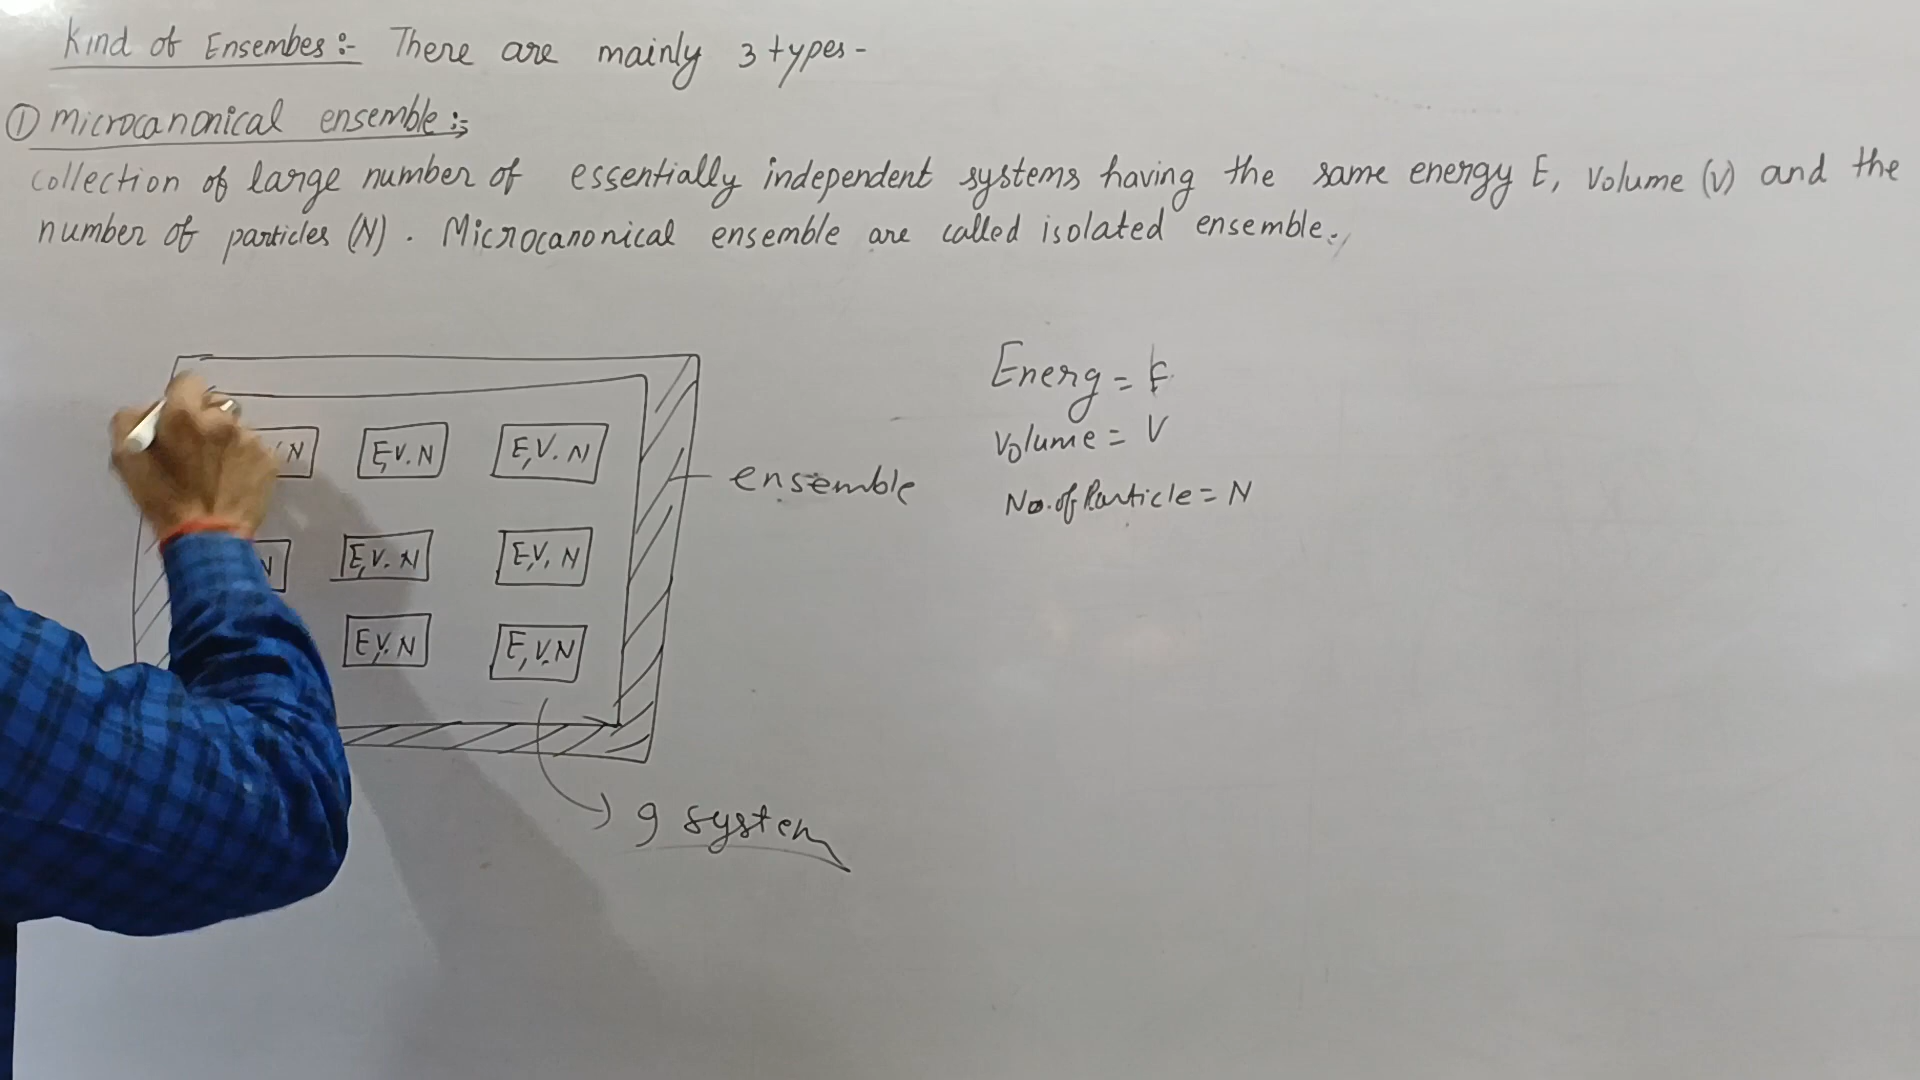 Kind of Ensembes :- There are mainly 3 types -
① Microcanonical ensemble :-
Collection of large number of essentially independent systems having the same energy E, Volume (V) and the
number of particles (N). Microcanonical ensemble are called isolated ensemble.
Energ = E
Volume = V
No. of Particle = N
N E,V.N E,V.N
ensemble
N E,V.N E,V,N
E,V.N E,V.N
9 system